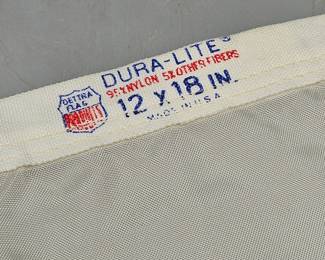 DURA-LITE
95% NYLON 5% OTHER FIBERS
12 X 18 IN.
MADE IN U.S.A.
DETTRA
FLAG